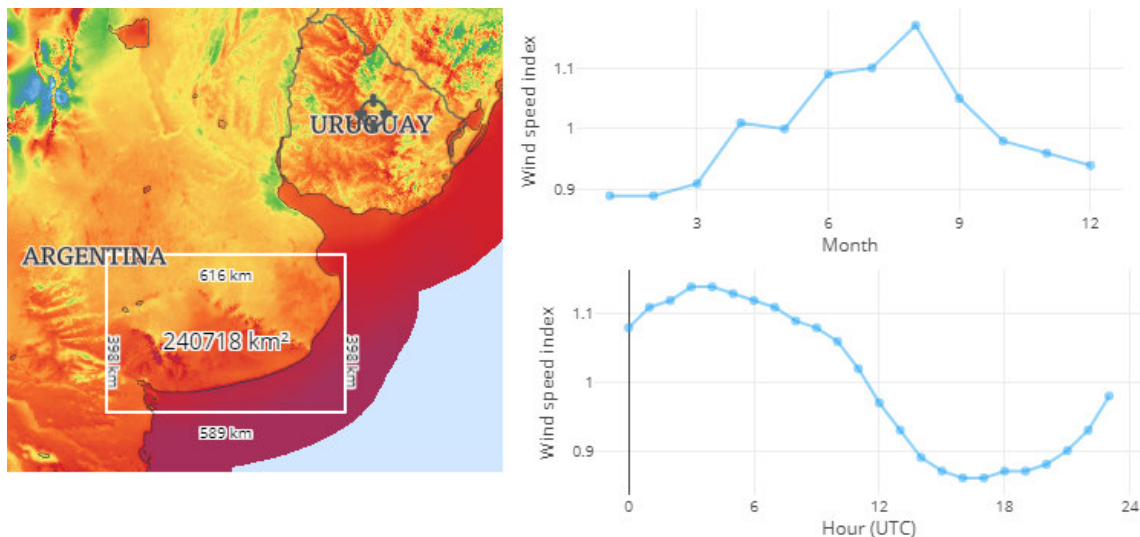 URUGUAY
ARGENTINA
616 km
240718 km²
398 km
398 km
589 km
Wind speed index
1.1
1
0.9
3
6
9
12
Month
Wind speed index
1.1
1
0.9
0
6
12
18
24
Hour (UTC)